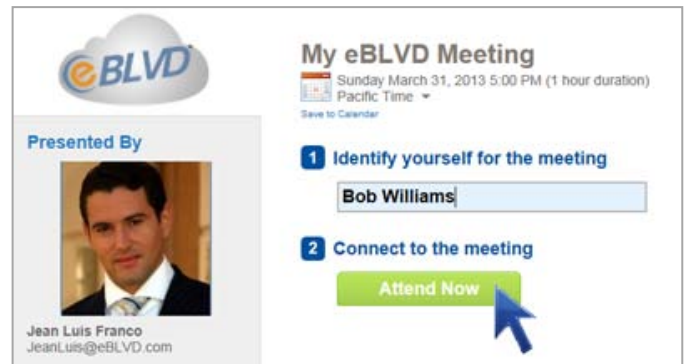 eBLVD
My eBLVD Meeting
Sunday March 31, 2013 5:00 PM (1 hour duration)
Pacific Time
Save to Calendar
Presented By
1 Identify yourself for the meeting
Bob Williams
2 Connect to the meeting
Attend Now
Jean Luis Franco
JeanLuis@eBLVD.com